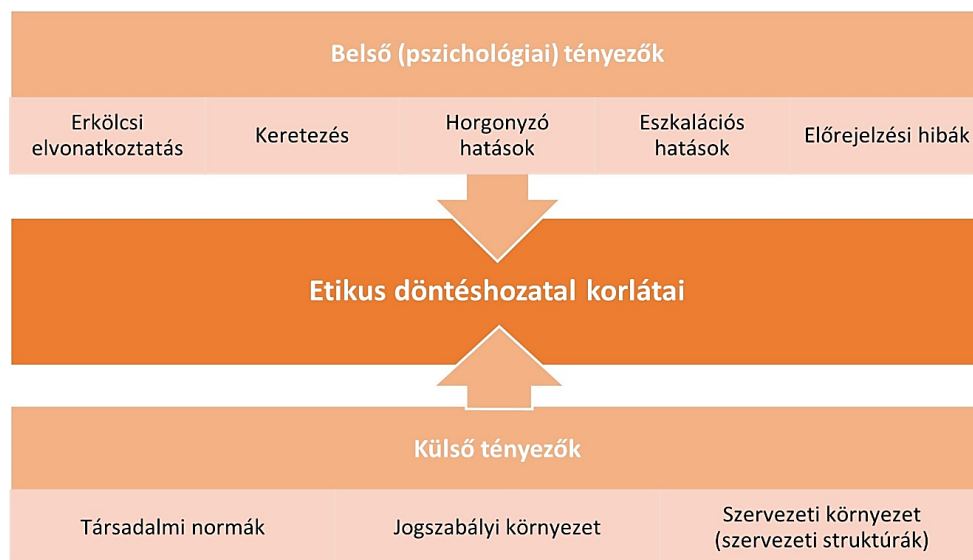 Belső (pszichológiai) tényezők
Erkölcsi
elvonatkoztatás
Keretezés
Horgonyzó
hatások
Eszkalációs
hatások
Előrejelzési hibák
Etikus döntéshozatal korlátai
Külső tényezők
Társadalmi normák
Jogszabályi környezet
Szervezeti környezet
(szervezeti struktúrák)